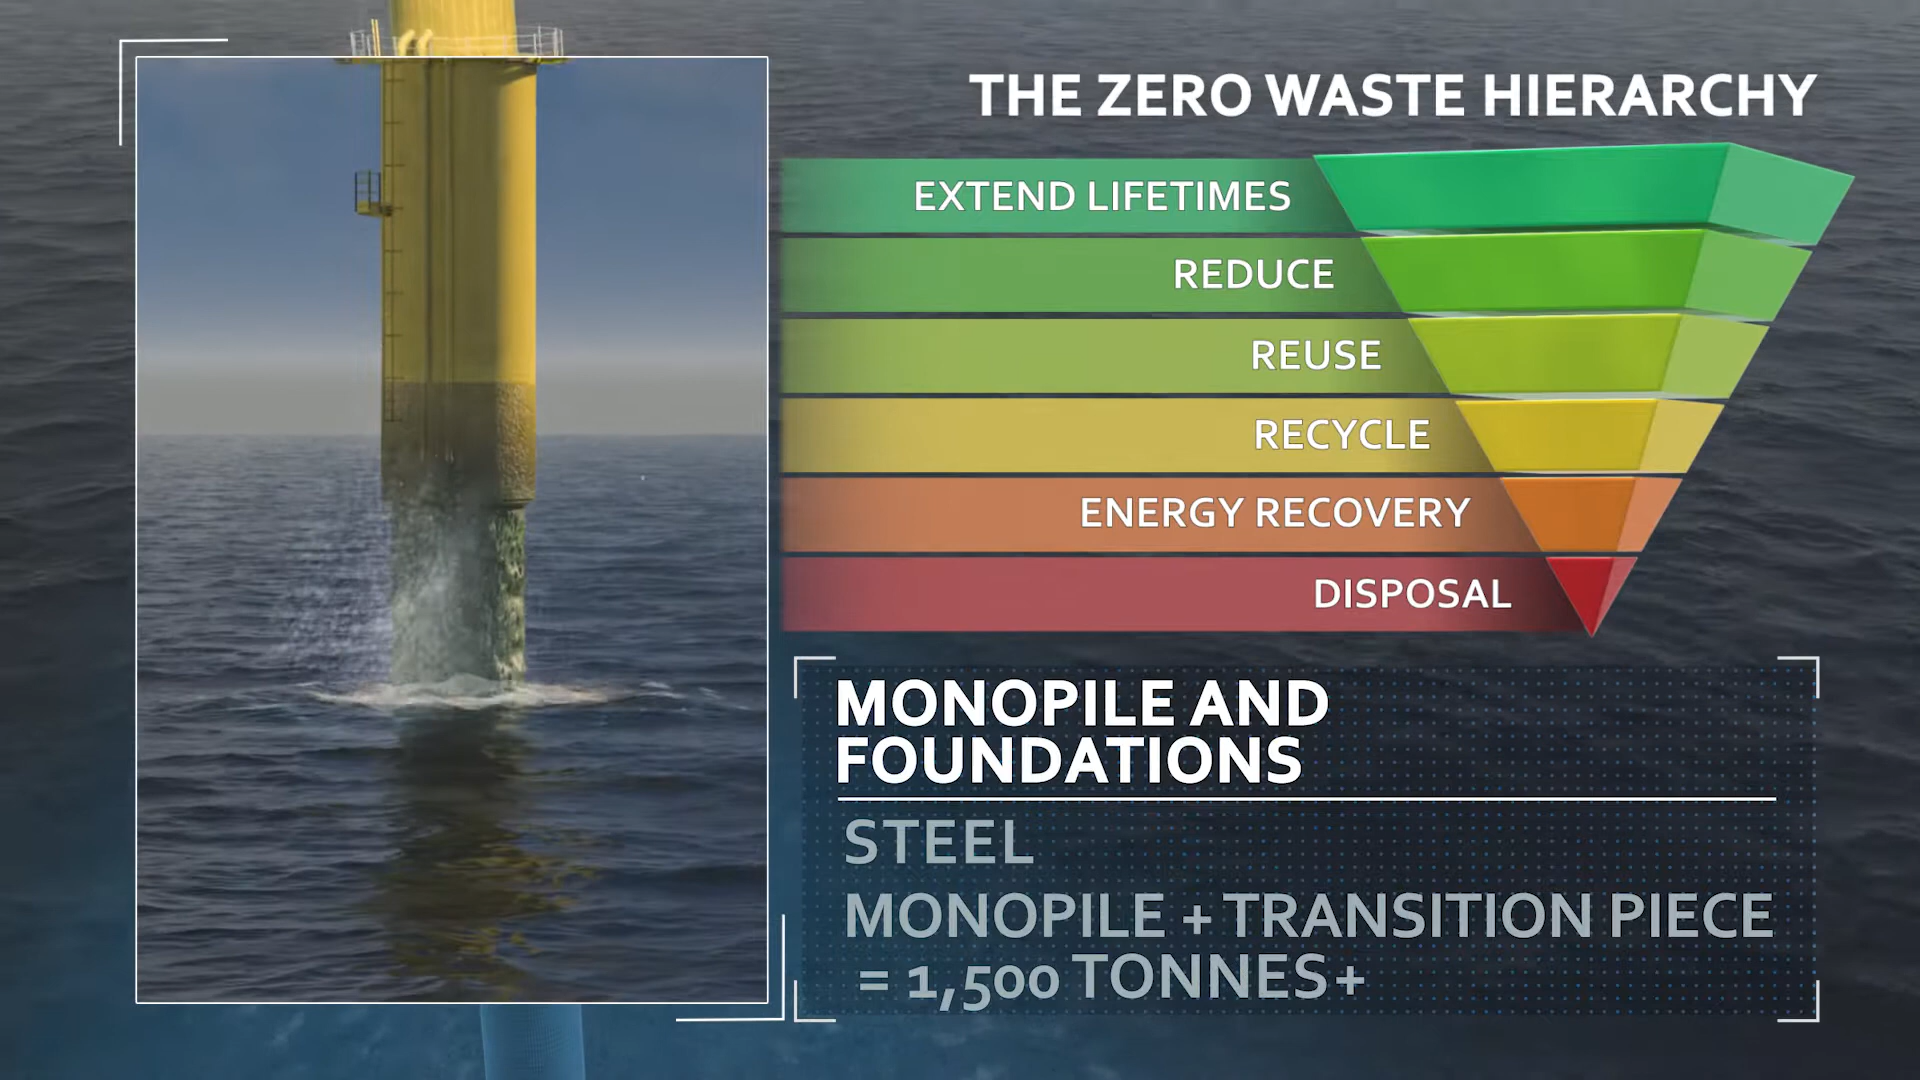 THE ZERO WASTE HIERARCHY
EXTEND LIFETIMES
REDUCE
REUSE
RECYCLE
ENERGY RECOVERY
DISPOSAL
MONOPILE AND
FOUNDATIONS
STEEL
MONOPILE + TRANSITION PIECE
= 1,500 TONNES+